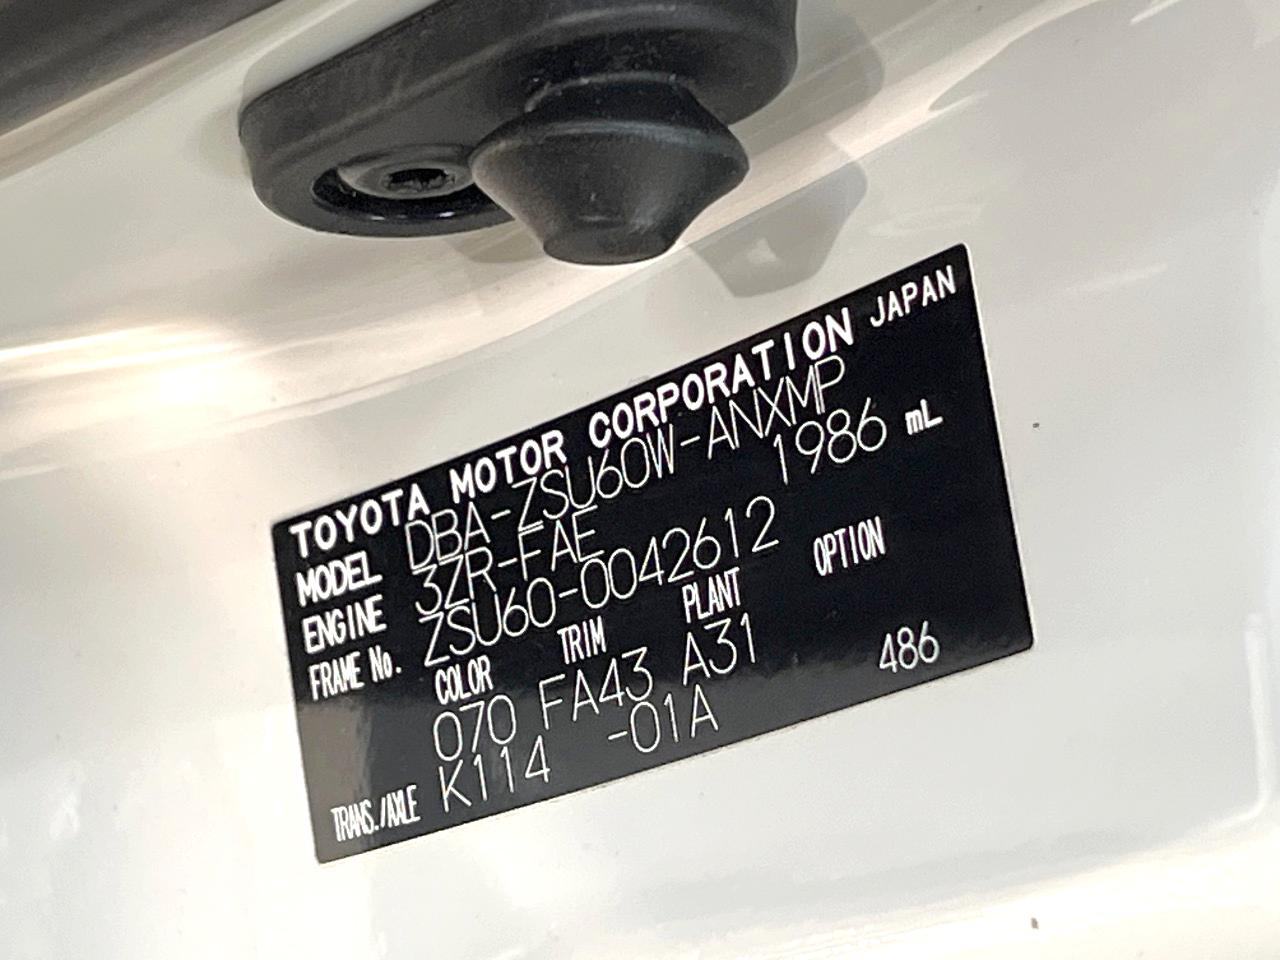 TOYOTA MOTOR CORPORATION JAPAN
MODEL DBA-ZSU60W-ANXMP
ENGINE 3ZR-FAE 1986 mL
FRAME No. ZSU60-0042612
COLOR TRIM PLANT OPTION
070 FA43 A31 486
TRANS./AXLE K114 -01A